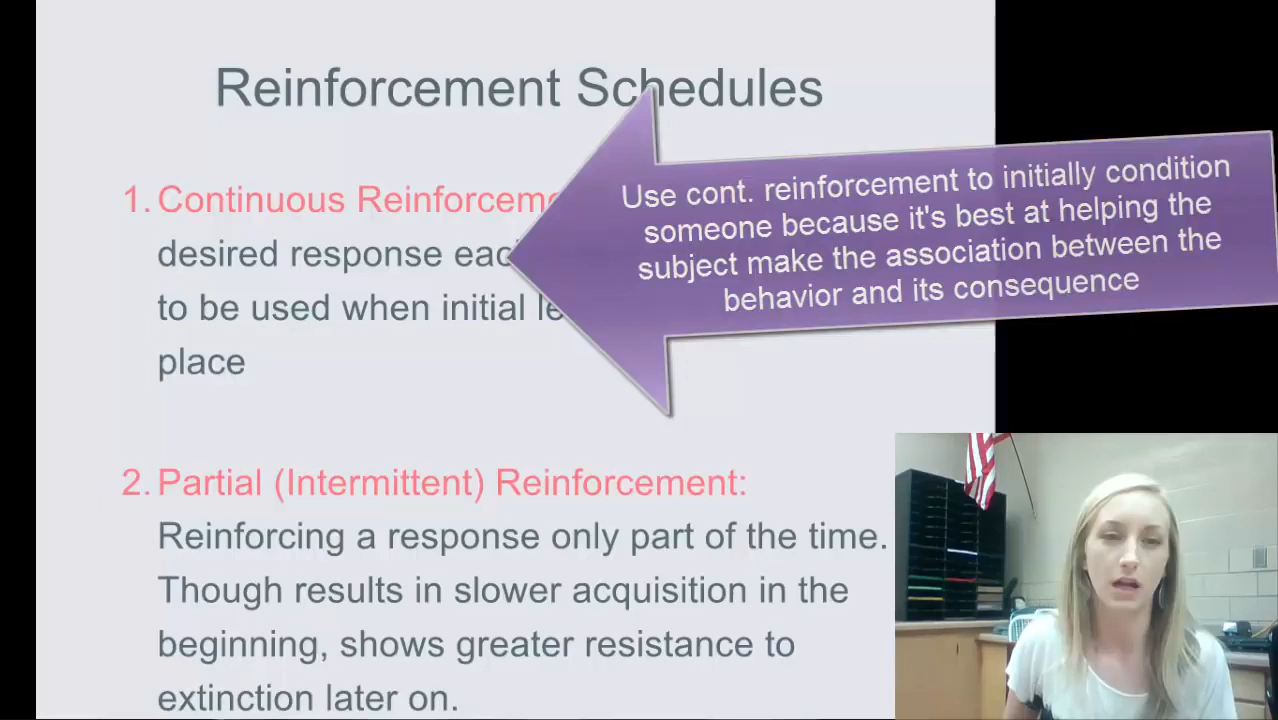 Reinforcement Schedules
1. Continuous Reinforceme
desired response eac
to be used when initial le
place
Use cont. reinforcement to initially condition
someone because it's best at helping the
subject make the association between the
behavior and its consequence
2. Partial (Intermittent) Reinforcement:
Reinforcing a response only part of the time.
Though results in slower acquisition in the
beginning, shows greater resistance to
extinction later on.